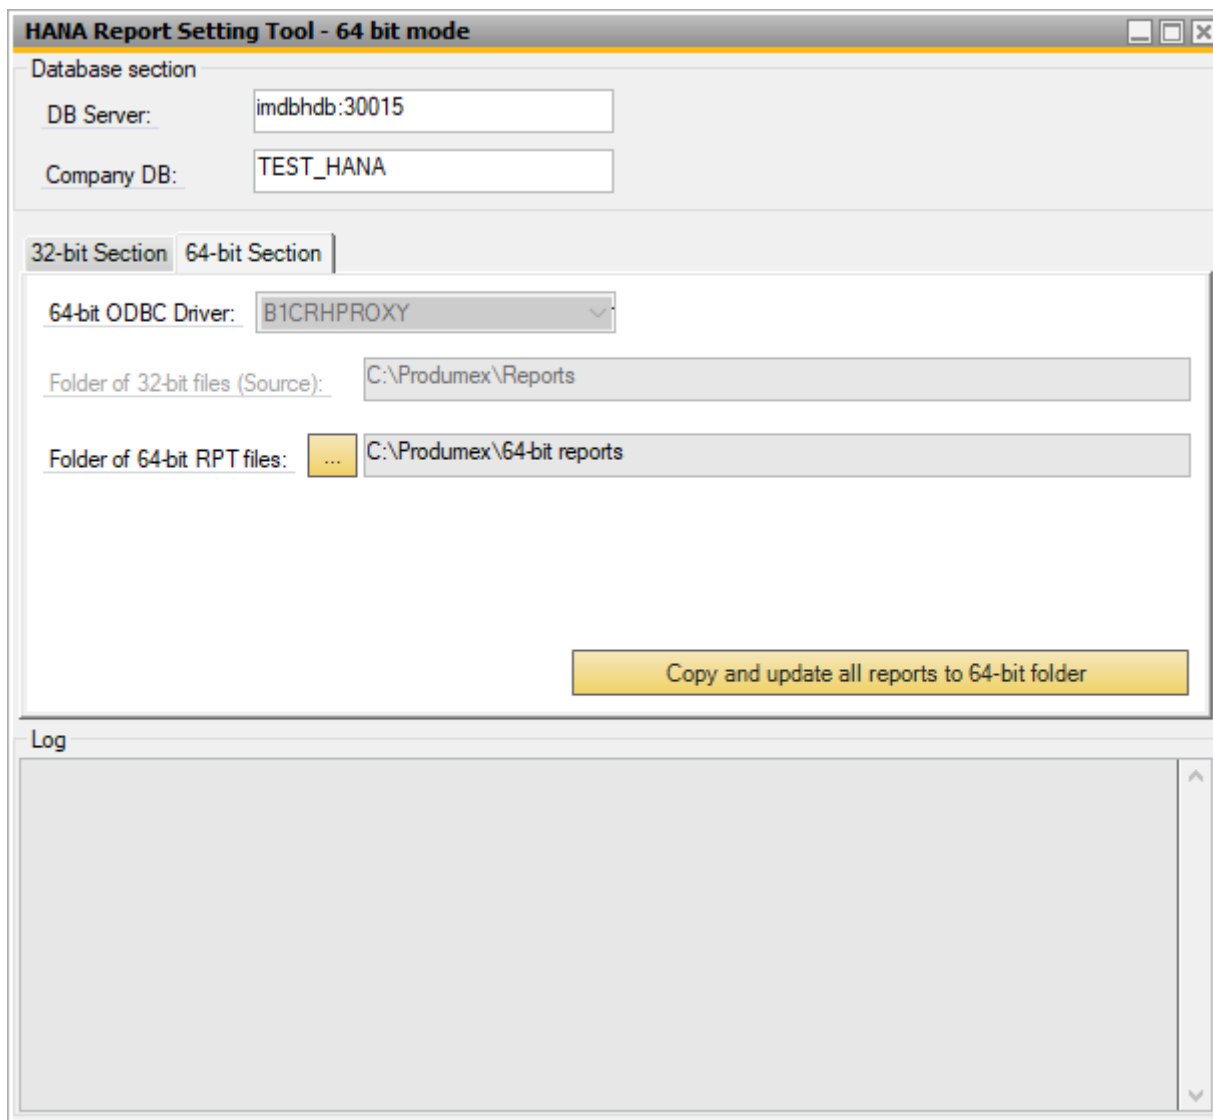 HANA Report Setting Tool - 64 bit mode
Database section
DB Server: imdbhdb:30015
Company DB: TEST_HANA
32-bit Section 64-bit Section
64-bit ODBC Driver: B1CRHPROXY
Folder of 32-bit files (Source): C:\Produmex\Reports
Folder of 64-bit RPT files: ... C:\Produmex\64-bit reports
Copy and update all reports to 64-bit folder
Log